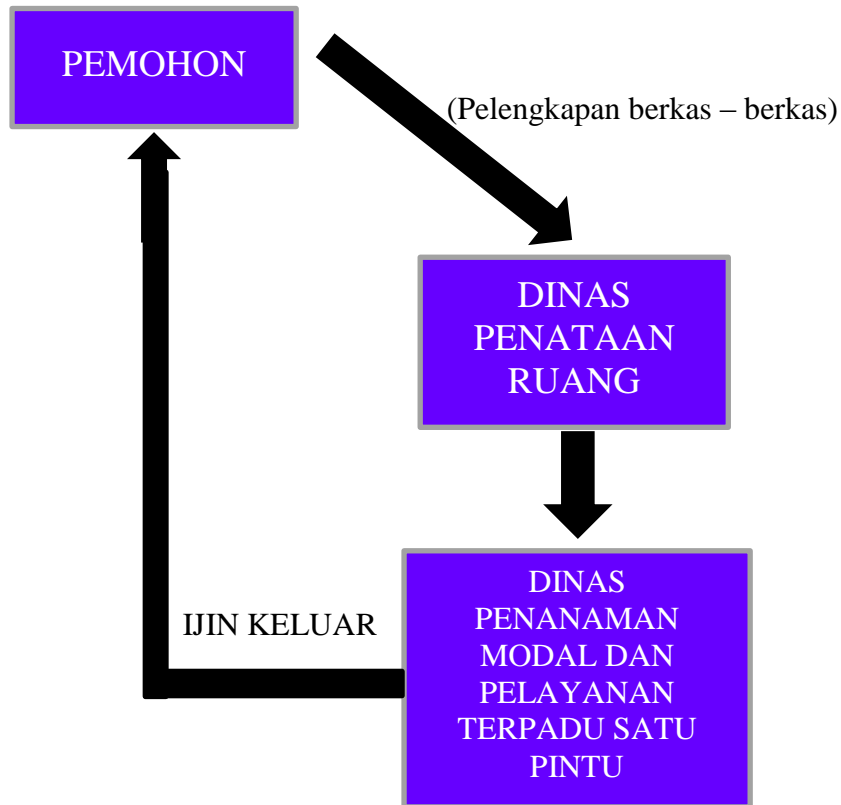 PEMOHON
(Pelengkapan berkas – berkas)
DINAS
PENATAAN
RUANG
IJIN KELUAR
DINAS
PENANAMAN
MODAL DAN
PELAYANAN
TERPADU SATU
PINTU